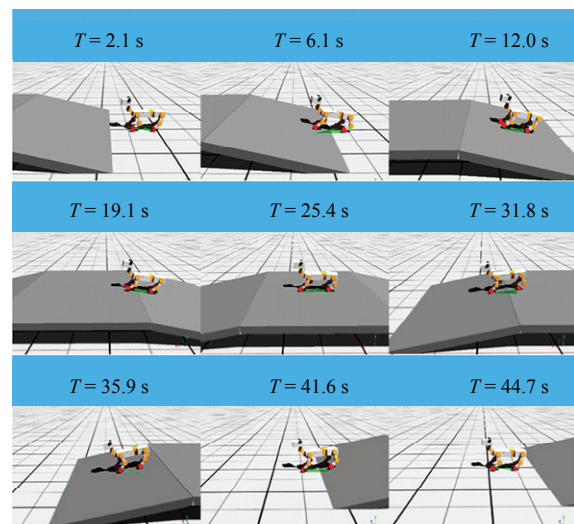 T = 2.1 s
T = 6.1 s
T = 12.0 s
T = 19.1 s
T = 25.4 s
T = 31.8 s
T = 35.9 s
T = 41.6 s
T = 44.7 s